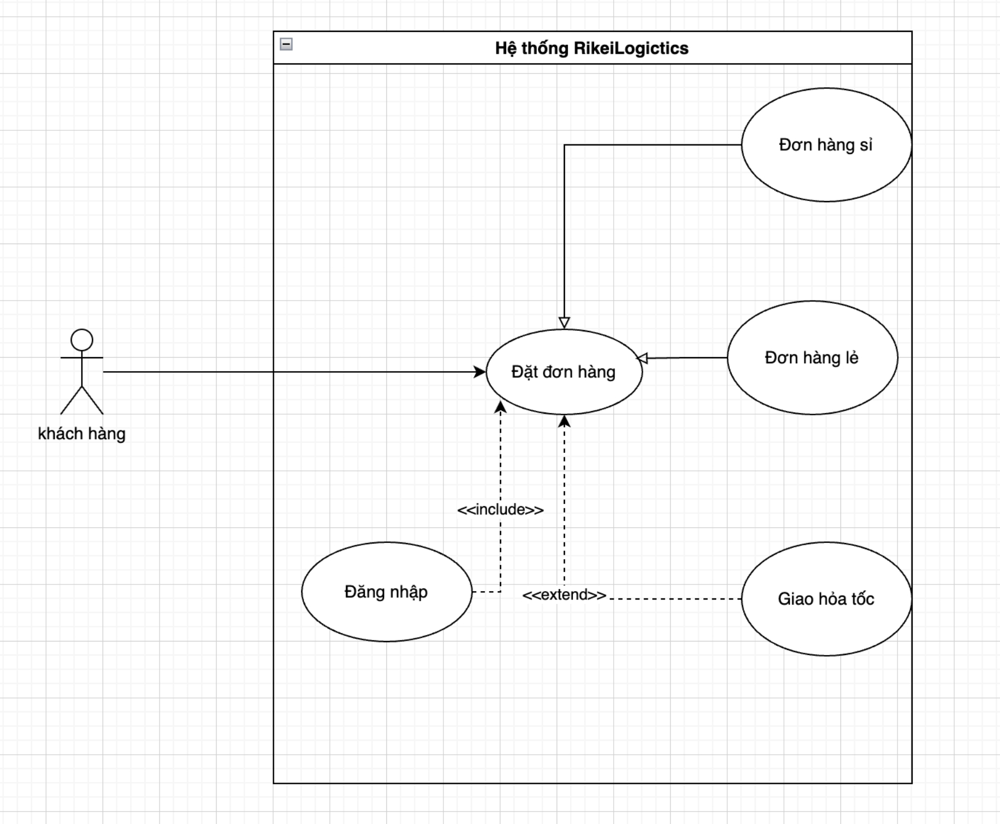 Hệ thống RikeiLogictics
Đơn hàng sỉ
Đơn hàng lẻ
Đặt đơn hàng
khách hàng
<<include>>
Đăng nhập
<<extend>>
Giao hỏa tốc